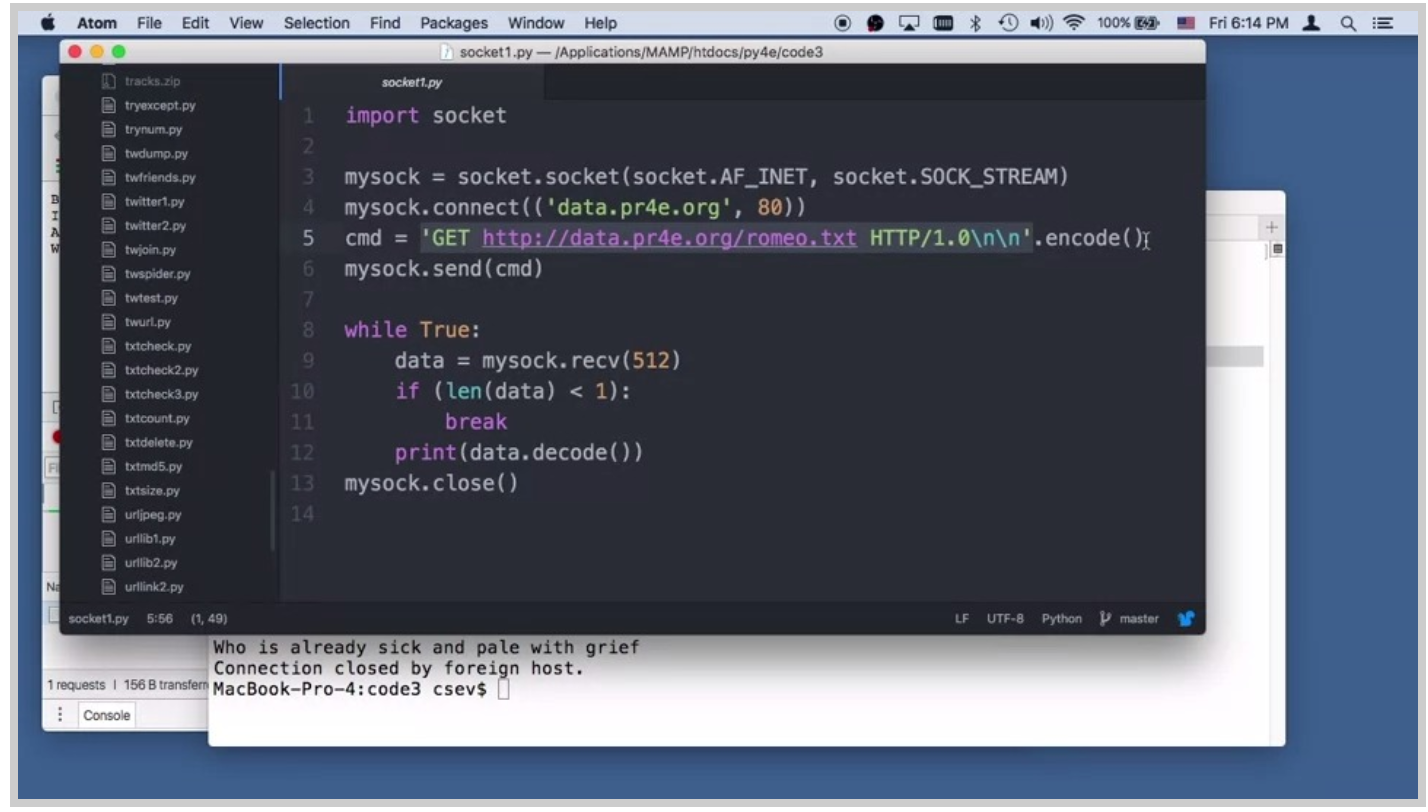 Atom File Edit View Selection Find Packages Window Help 100% Fri 6:14 PM
socket1.py — /Applications/MAMP/htdocs/py4e/code3
tracks.zip
tryexcept.py
trynum.py
twdump.py
twfriends.py
twitter1.py
twitter2.py
twjoin.py
twspider.py
twtest.py
twurl.py
txtcheck.py
txtcheck2.py
txtcheck3.py
txtcount.py
txtdelete.py
txtmd5.py
txtsize.py
urljpeg.py
urllib1.py
urllib2.py
urllink2.py
socket1.py
1 import socket
2
3 mysock = socket.socket(socket.AF_INET, socket.SOCK_STREAM)
4 mysock.connect(('data.pr4e.org', 80))
5 cmd = 'GET http://data.pr4e.org/romeo.txt HTTP/1.0\n\n'.encode()
6 mysock.send(cmd)
7
8 while True:
9     data = mysock.recv(512)
10     if (len(data) < 1):
11         break
12     print(data.decode())
13 mysock.close()
14
socket1.py 5:56 (1, 49) LF UTF-8 Python master
Who is already sick and pale with grief
Connection closed by foreign host.
MacBook-Pro-4:code3 csev$
1 requests | 156 B
Console